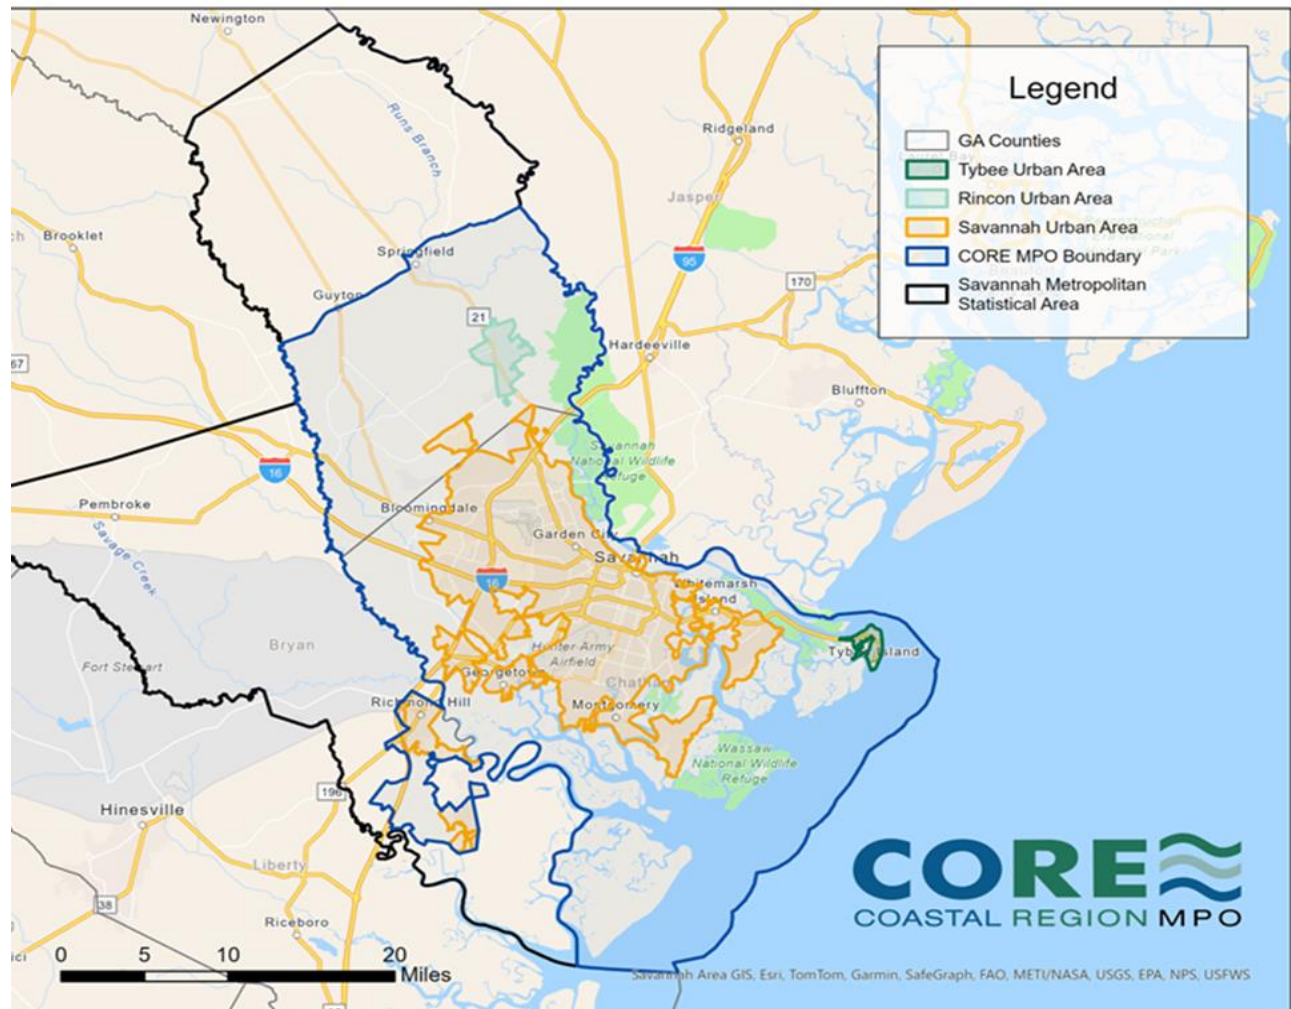 Newington
Legend
GA Counties
Tybee Urban Area
Rincon Urban Area
Savannah Urban Area
CORE MPO Boundary
Savannah Metropolitan
Statistical Area
Runs Branch
Ridgeland
Jasper
Brooklet
Springfield
95
170
Guyton
21
Hardeeville
67
Bluffton
Savannah
National Wildlife
Refuge
16
Pembroke
Bloomingdale
Savage Creek
Garden City
Savannah
16
Whitemarsh
Island
Bryan
Hunter Army
Airfield
Tybee Island
Fort Stewart
Georgetown
Chatham
Richmond Hill
Montgomery
Wassaw
National Wildlife
Refuge
196
Hinesville
CORE
COASTAL REGION MPO
Liberty
38
Riceboro
0 5 10 20
Miles
Savannah Area GIS, Esri, TomTom, Garmin, SafeGraph, FAO, METI/NASA, USGS, EPA, NPS, USFWS